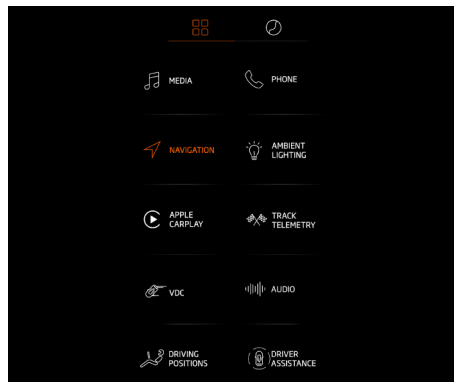 MEDIA
PHONE
NAVIGATION
AMBIENT
LIGHTING
APPLE
CARPLAY
TRACK
TELEMETRY
VDC
AUDIO
DRIVING
POSITIONS
DRIVER
ASSISTANCE